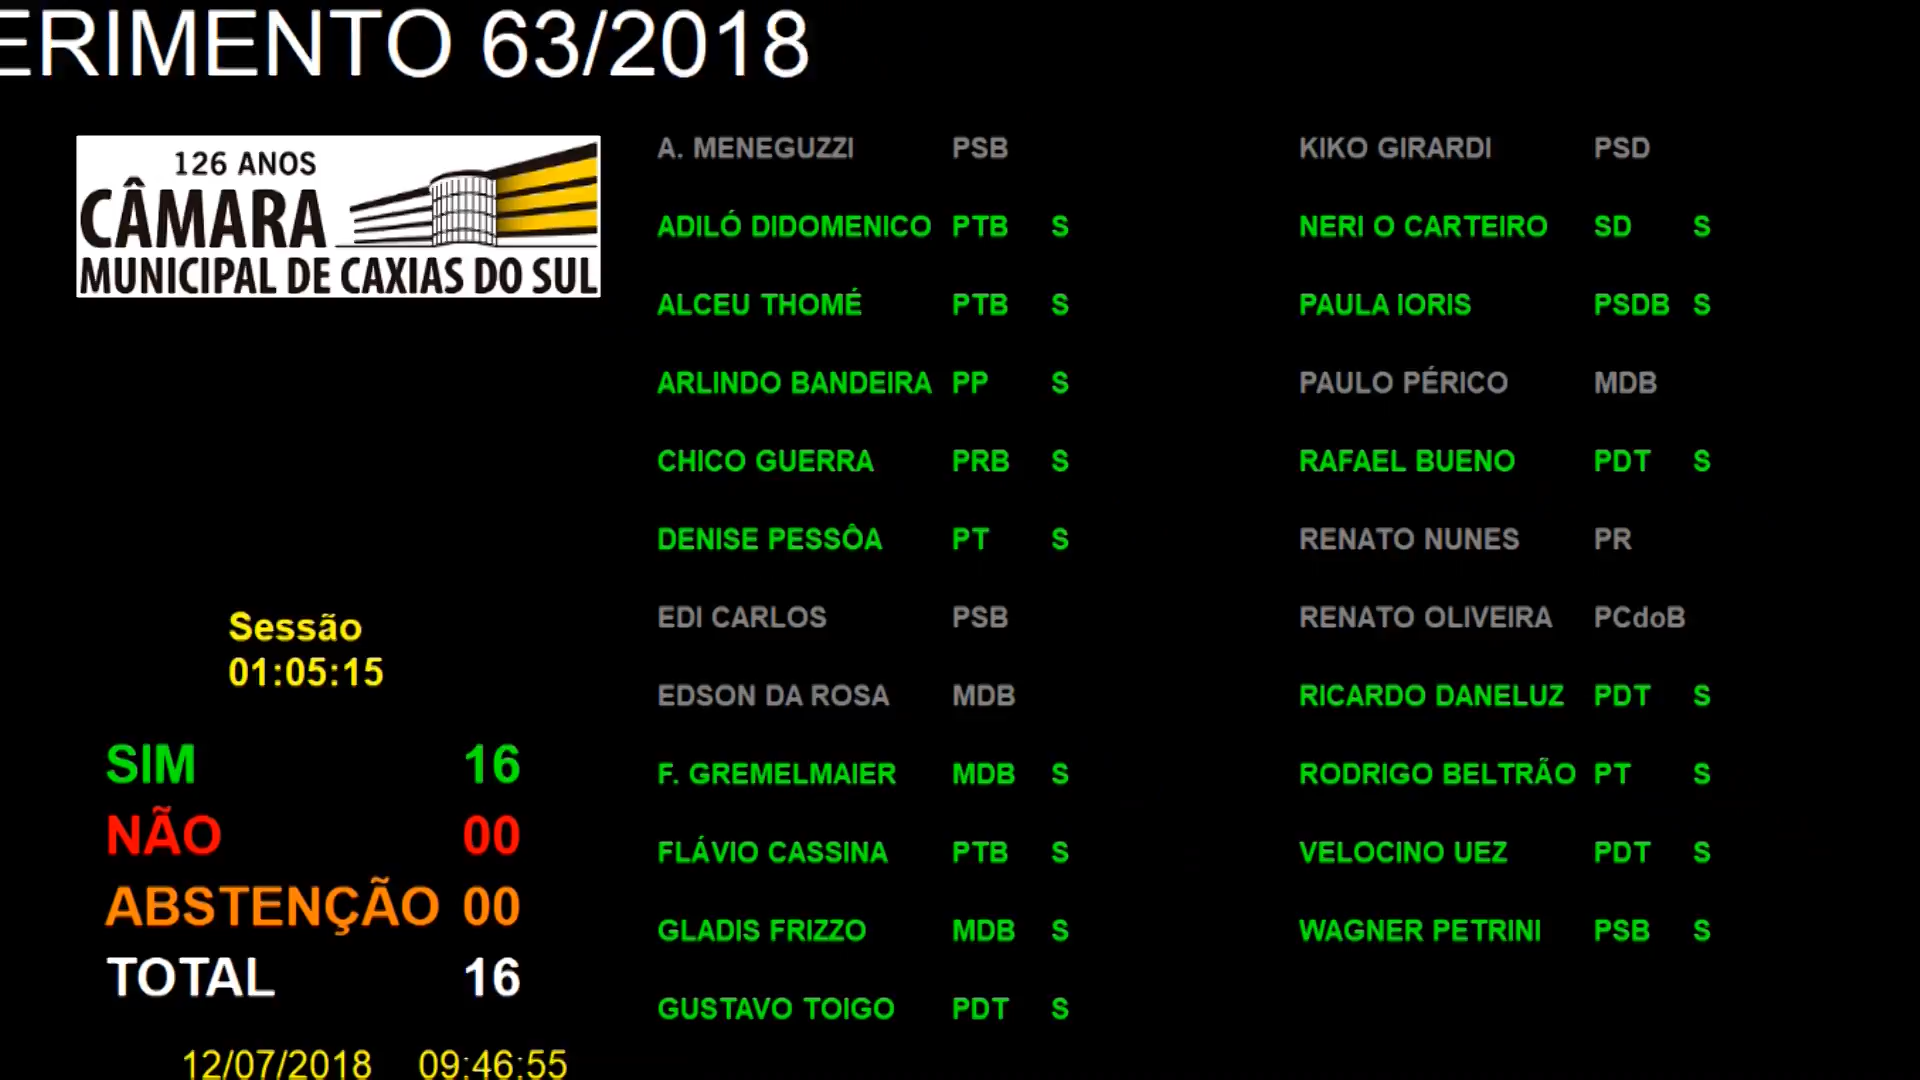 ERIMENTO 63/2018
126 ANOS
CÂMARA
MUNICIPAL DE CAXIAS DO SUL
Sessão
01:05:15
SIM 16
NÃO 00
ABSTENÇÃO 00
TOTAL 16
12/07/2018 09:46:55
A. MENEGUZZI PSB
ADILÓ DIDOMENICO PTB S
ALCEU THOMÉ PTB S
ARLINDO BANDEIRA PP S
CHICO GUERRA PRB S
DENISE PESSÔA PT S
EDI CARLOS PSB
EDSON DA ROSA MDB
F. GREMELMAIER MDB S
FLÁVIO CASSINA PTB S
GLADIS FRIZZO MDB S
GUSTAVO TOIGO PDT S
KIKO GIRARDI PSD
NERI O CARTEIRO SD S
PAULA IORIS PSDB S
PAULO PÉRICO MDB
RAFAEL BUENO PDT S
RENATO NUNES PR
RENATO OLIVEIRA PCdoB
RICARDO DANELUZ PDT S
RODRIGO BELTRÃO PT S
VELOCINO UEZ PDT S
WAGNER PETRINI PSB S